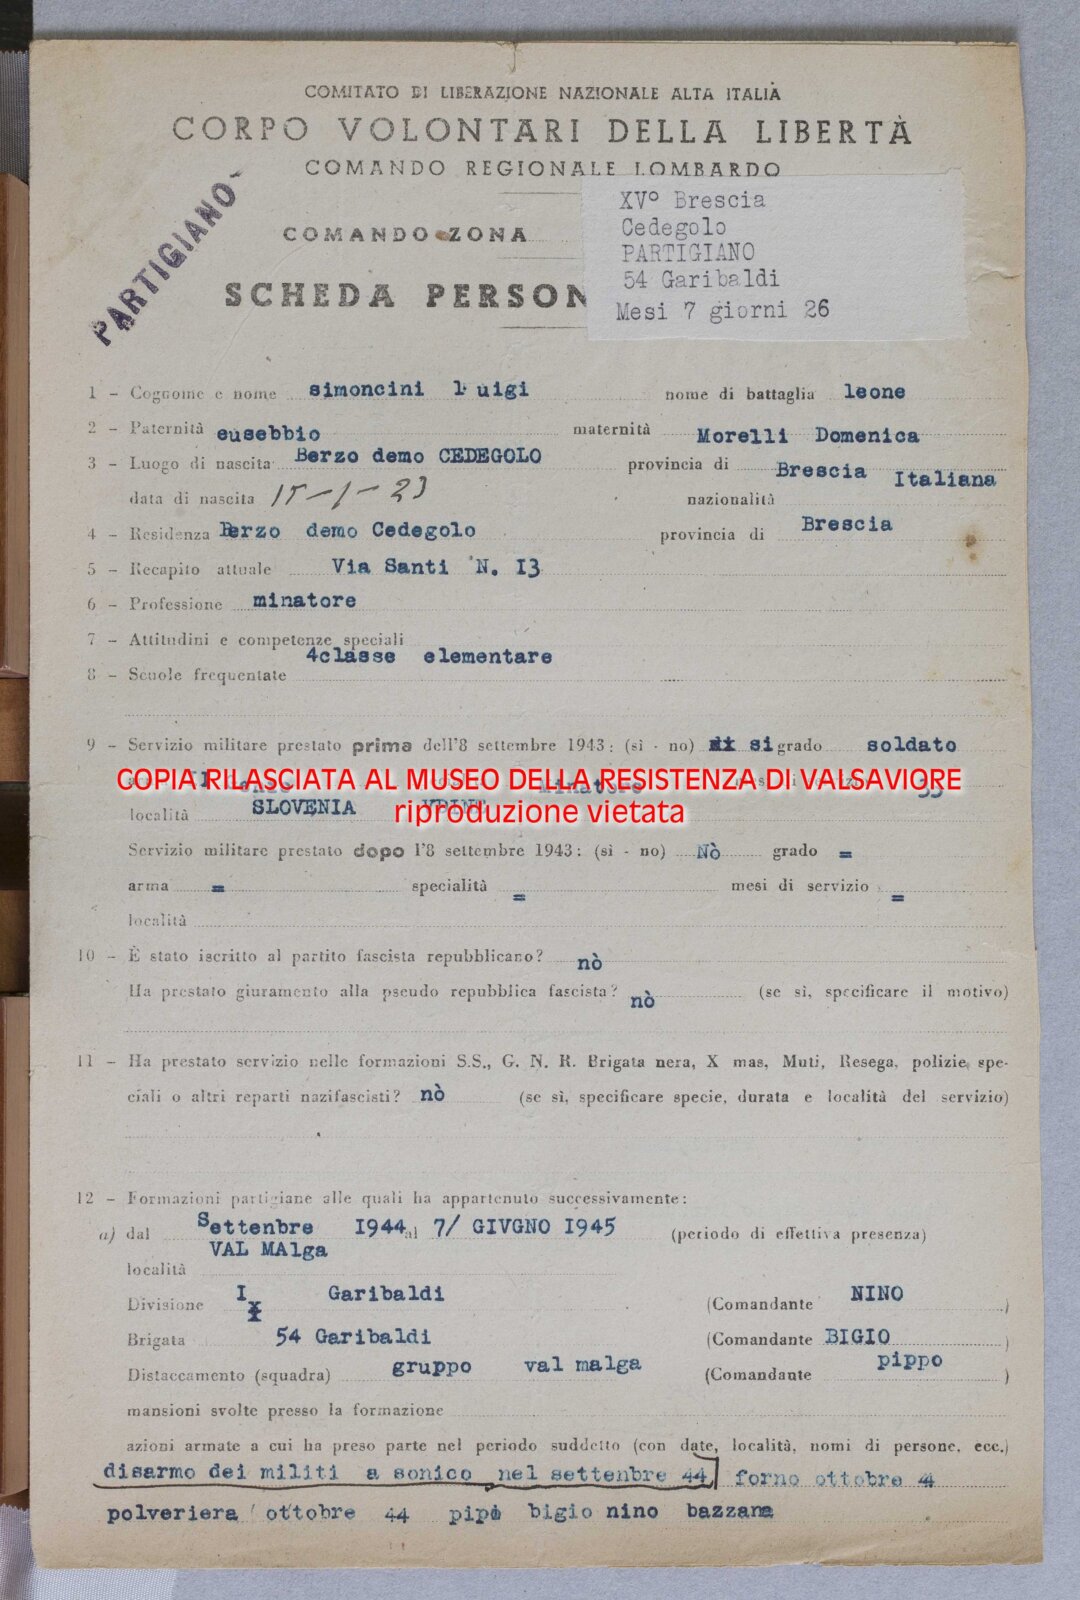 COMITATO DI LIBERAZIONE NAZIONALE ALTA ITALIA
CORPO VOLONTARI DELLA LIBERTÀ
COMANDO REGIONALE LOMBARDO
PARTIGIANO
COMANDO ZONA
XVº Brescia
Cedegolo
PARTIGIANO
54 Garibaldi
Mesi 7 giorni 26
SCHEDA PERSON
1 - Cognome e nome simoncini luigi nome di battaglia leone
2 - Paternità eusebbio maternità Morelli Domenica
3 - Luogo di nascita Berzo demo CEDEGOLO provincia di Brescia
data di nascita 15-1-23 nazionalità Italiana
4 - Residenza Berzo demo Cedegolo provincia di Brescia
5 - Recapito attuale Via Santi N. 13
6 - Professione minatore
7 - Attitudini e competenze speciali
8 - Scuole frequentate 4classe elementare
9 - Servizio militare prestato prima dell'8 settembre 1943: (sì - no) si grado soldato
COPIA RILASCIATA AL MUSEO DELLA RESISTENZA DI VALSAVIORE
località SLOVENIA
riproduzione vietata
Servizio militare prestato dopo l'8 settembre 1943: (sì - no) Nò grado =
arma = specialità = mesi di servizio =
località
10 - È stato iscritto al partito fascista repubblicano? nò
Ha prestato giuramento alla pseudo repubblica fascista? nò (se sì, specificare il motivo)
11 - Ha prestato servizio nelle formazioni S.S., G. N. R. Brigata nera, X mas, Muti, Resega, polizie spe-
ciali o altri reparti nazifascisti? nò (se sì, specificare specie, durata e località del servizio)
12 - Formazioni partigiane alle quali ha appartenuto successivamente:
a) dal Settenbre 1944 al 7/ GIVGNO 1945 (periodo di effettiva presenza)
località VAL MAlga
Divisione I Garibaldi (Comandante NINO)
Brigata 54 Garibaldi (Comandante BIGIO)
Distaccamento (squadra) gruppo val malga (Comandante pippo)
mansioni svolte presso la formazione
azioni armate a cui ha preso parte nel periodo suddetto (con date, località, nomi di persone, ecc.)
disarmo dei militi a sonico nel settenbre 44 forno ottobre 4
polveriera ottobre 44 pipo bigio nino bazzana